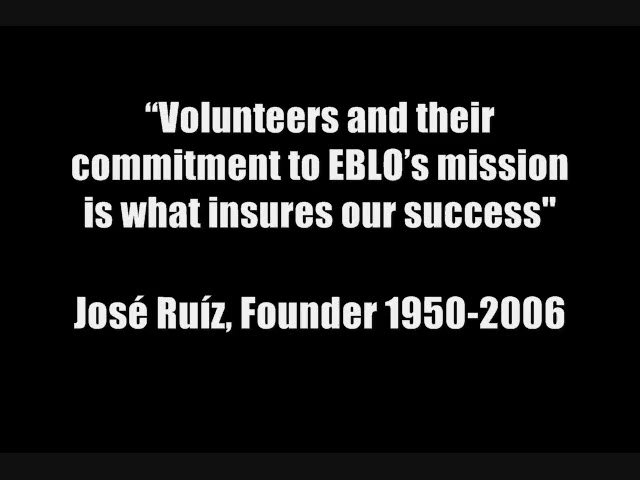 “Volunteers and their
commitment to EBLO’s mission
is what insures our success"
José Ruíz, Founder 1950-2006